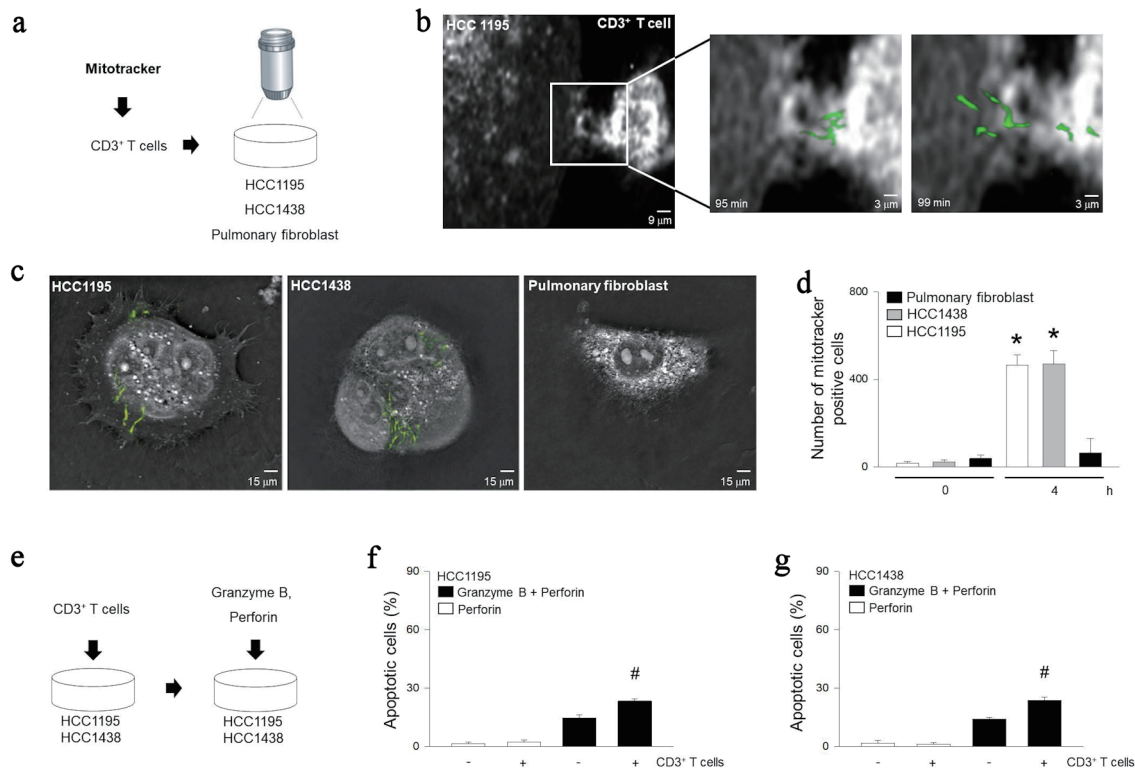 a
Mitotracker
CD3⁺ T cells
HCC1195
HCC1438
Pulmonary fibroblast
b
HCC 1195
CD3⁺ T cell
9 μm
95 min
3 μm
99 min
3 μm
c
HCC1195
15 μm
HCC1438
15 μm
Pulmonary fibroblast
15 μm
d
Number of mitotracker
positive cells
800
400
0
Pulmonary fibroblast
HCC1438
HCC1195
*
*
0
4
h
e
CD3⁺ T cells
HCC1195
HCC1438
Granzyme B,
Perforin
HCC1195
HCC1438
f
Apoptotic cells (%)
90
60
30
0
HCC1195
Granzyme B + Perforin
Perforin
#
- + - + CD3⁺ T cells
g
Apoptotic cells (%)
90
60
30
0
HCC1438
Granzyme B + Perforin
Perforin
#
- + - + CD3⁺ T cells